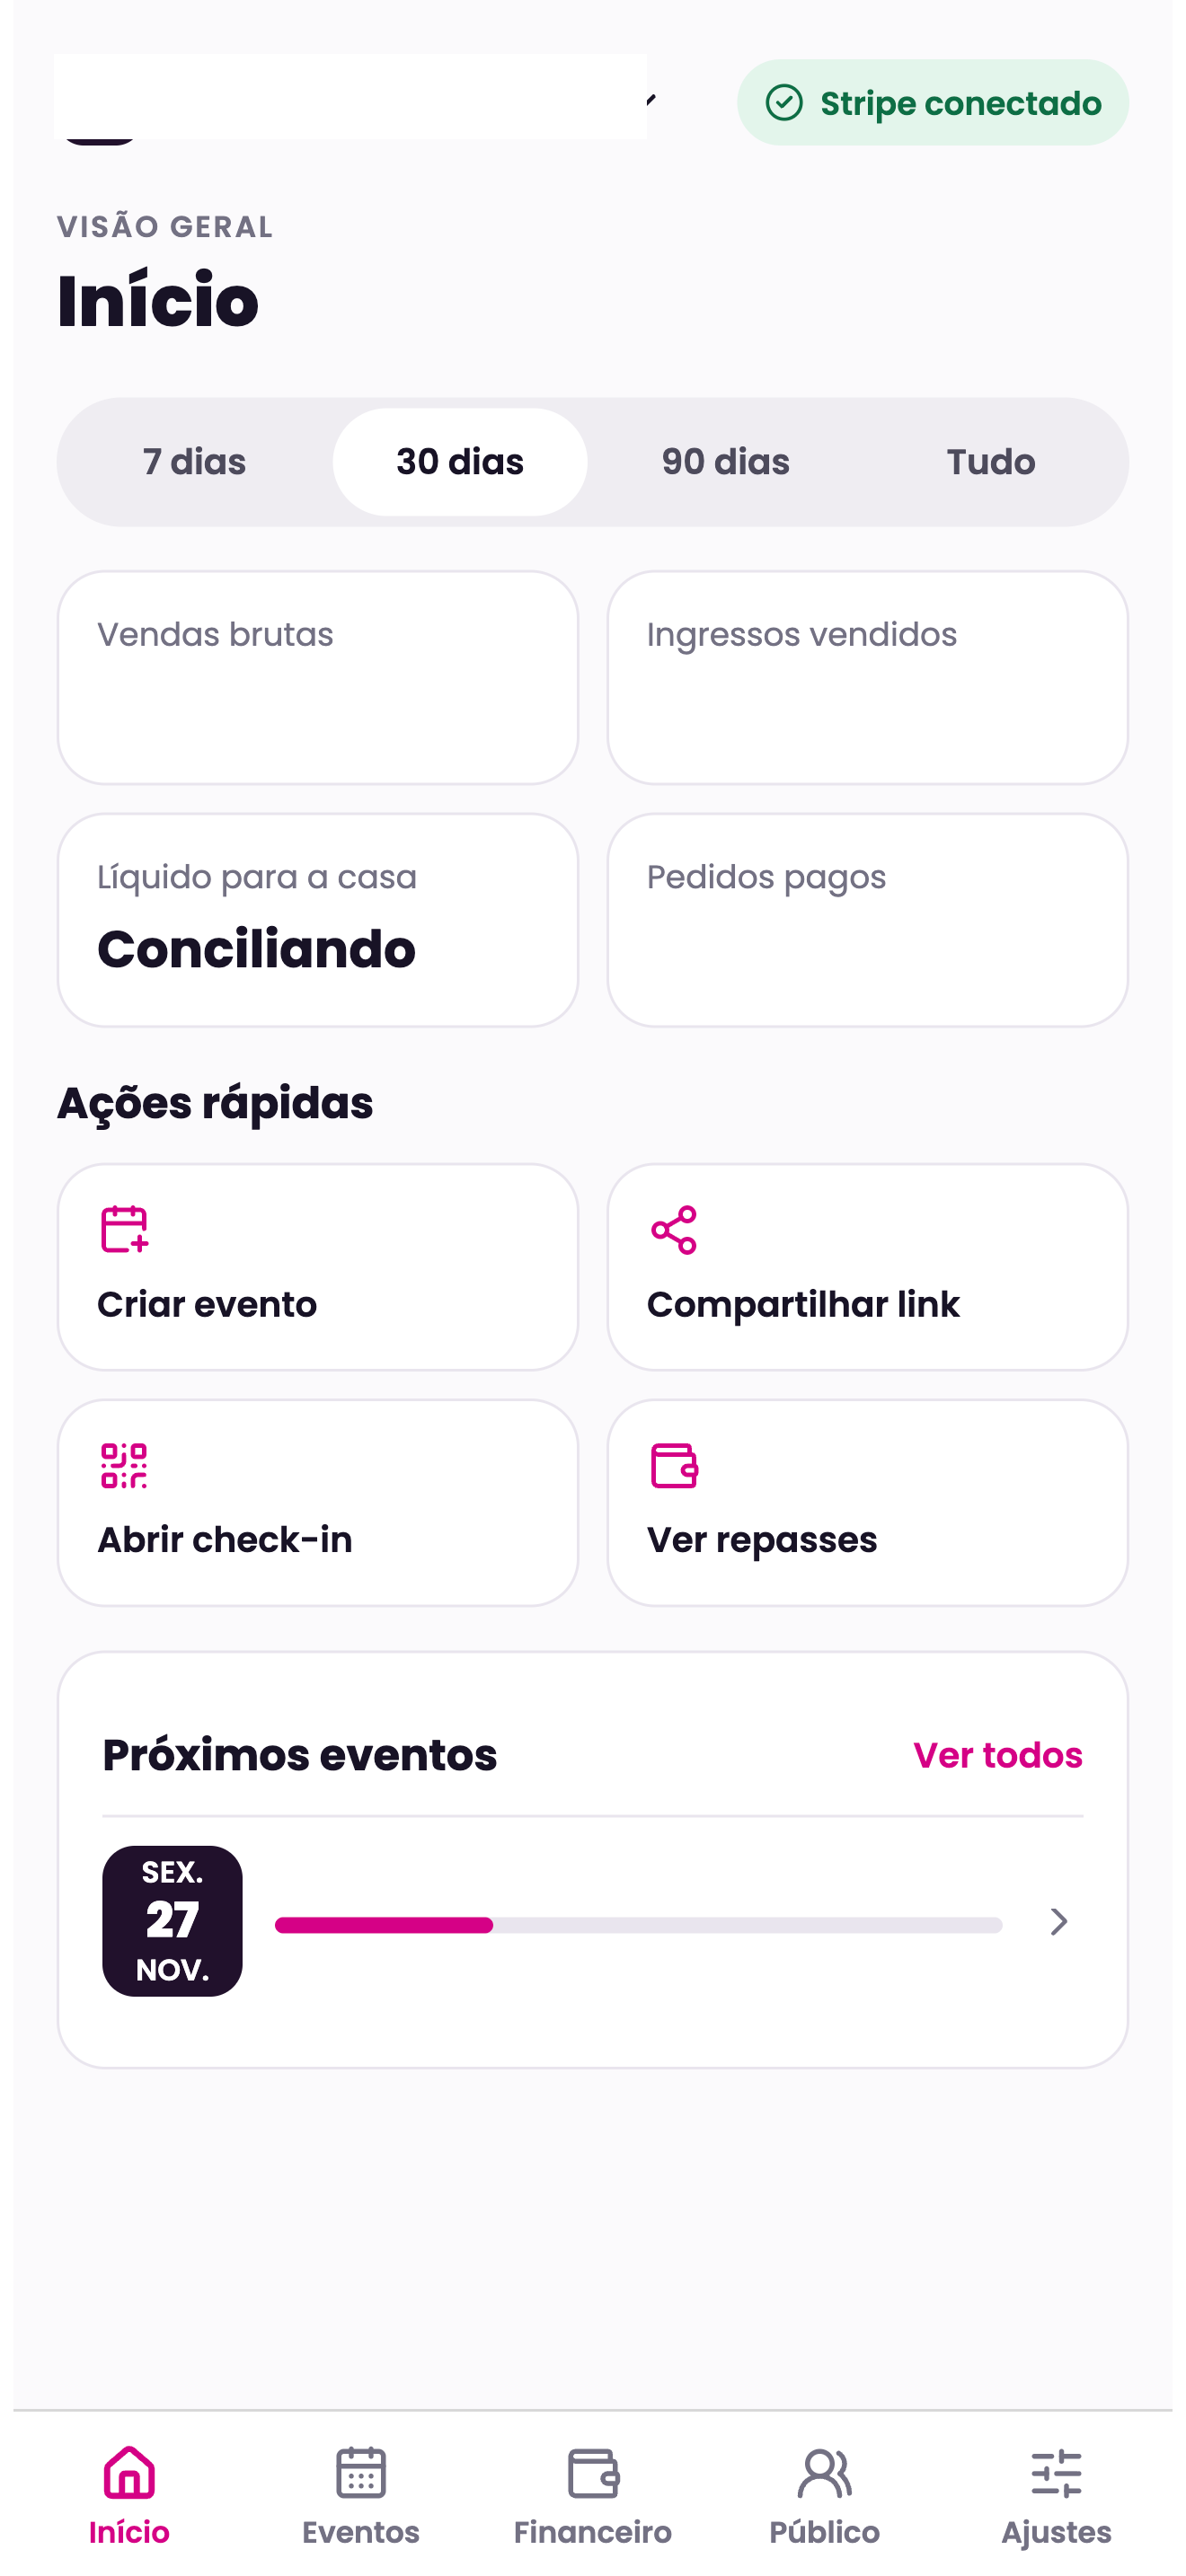 Stripe conectado
VISÃO GERAL
Início
7 dias 30 dias 90 dias Tudo
Vendas brutas
Ingressos vendidos
Líquido para a casa
Conciliando
Pedidos pagos
Ações rápidas
Criar evento
Compartilhar link
Abrir check-in
Ver repasses
Próximos eventos
Ver todos
SEX.
27
NOV.
Início Eventos Financeiro Público Ajustes